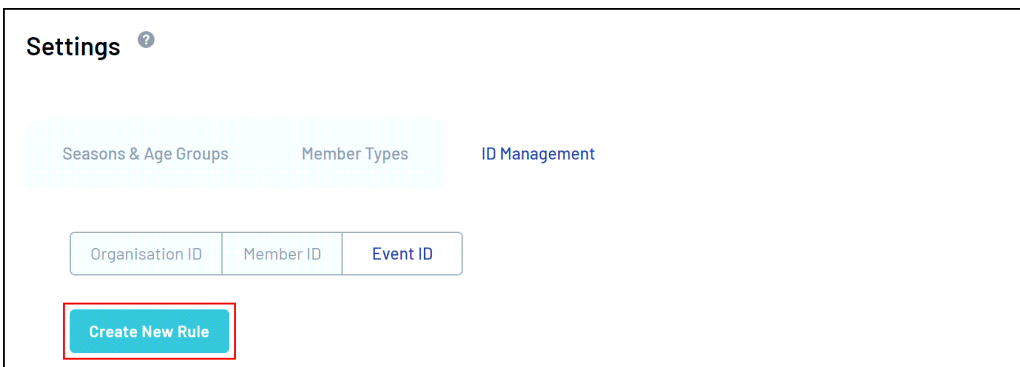 Settings ?
Seasons & Age Groups Member Types ID Management
Organisation ID Member ID Event ID
Create New Rule